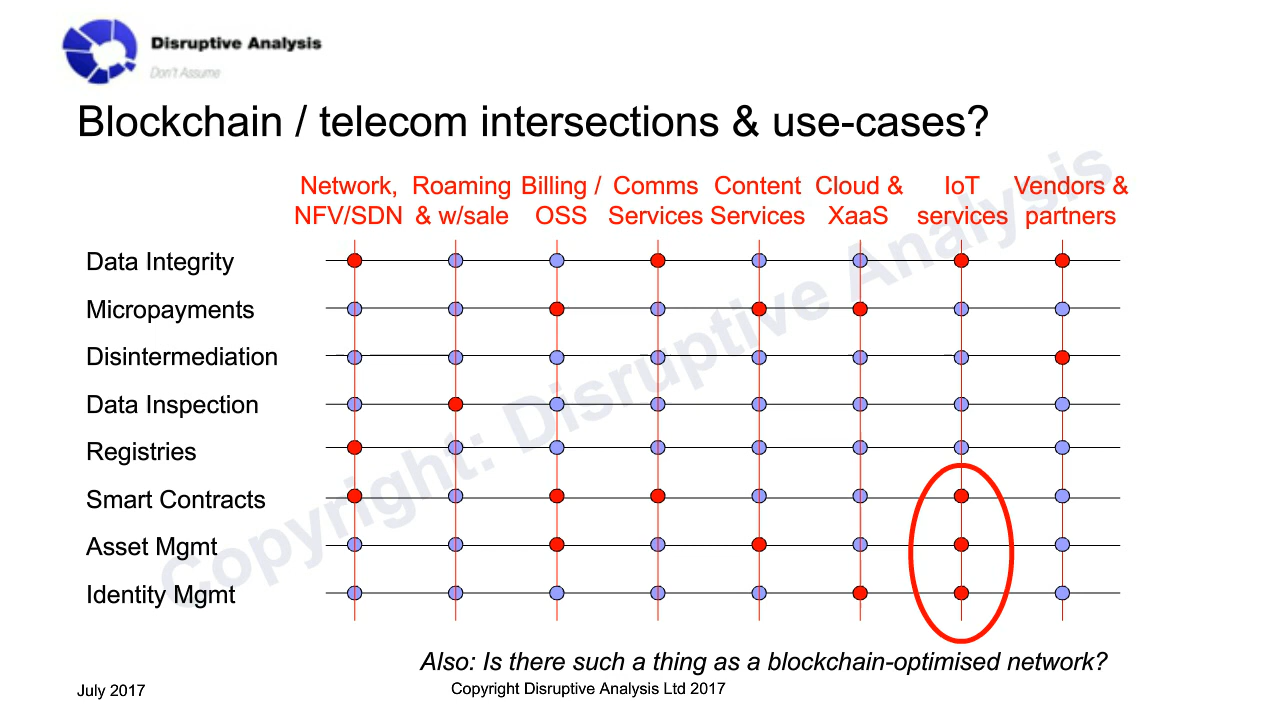 Disruptive Analysis
Don't Assume
Blockchain / telecom intersections & use-cases?
Network, Roaming Billing / Comms Content Cloud & IoT Vendors &
NFV/SDN & w/sale OSS Services Services XaaS services partners
Data Integrity
Micropayments
Disintermediation
Data Inspection
Registries
Smart Contracts
Asset Mgmt
Identity Mgmt
Copyright: Disruptive Analysis
Also: Is there such a thing as a blockchain-optimised network?
July 2017
Copyright Disruptive Analysis Ltd 2017